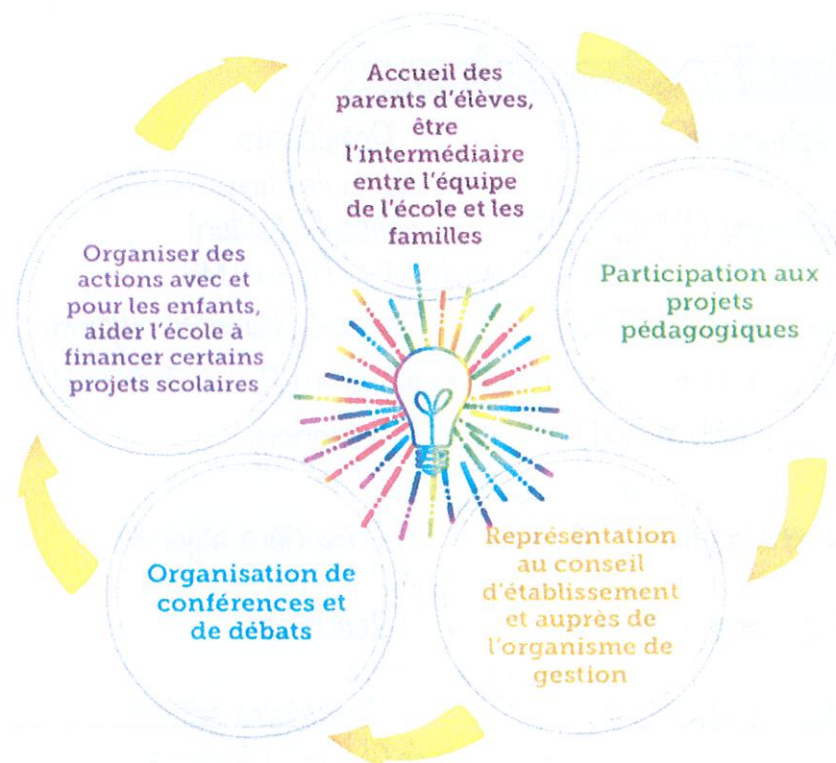 Accueil des
parents d'élèves,
être
l'intermédiaire
entre l'équipe
de l'école et les
familles
Participation aux
projets
pédagogiques
Représentation
au conseil
d'établissement
et auprès de
l'organisme de
gestion
Organisation de
conférences et
de débats
Organiser des
actions avec et
pour les enfants,
aider l'école à
financer certains
projets scolaires